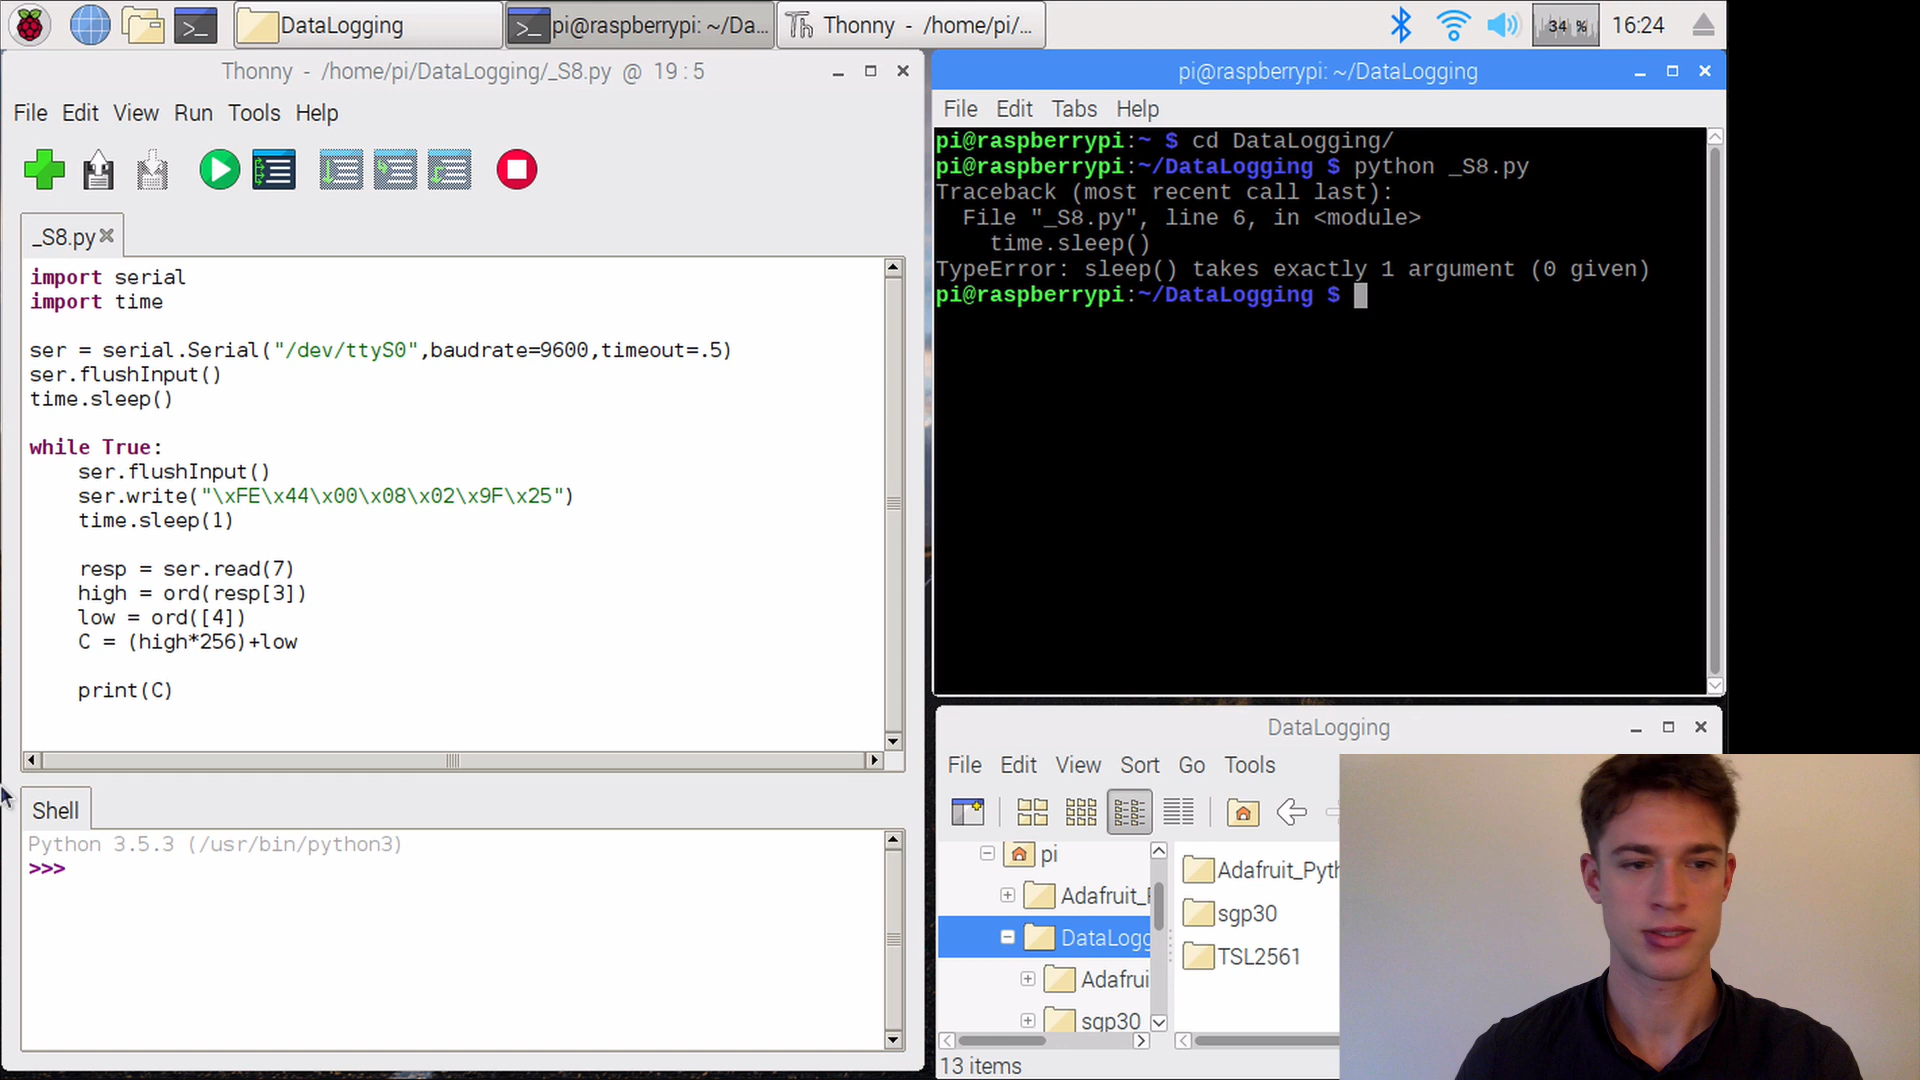 DataLogging
pi@raspberrypi: ~/Da...
Thonny - /home/pi/...
34 %
16:24
Thonny - /home/pi/DataLogging/_S8.py @ 19:5
File Edit View Run Tools Help
_S8.py
import serial
import time
ser = serial.Serial("/dev/ttyS0",baudrate=9600,timeout=.5)
ser.flushInput()
time.sleep()
while True:
ser.flushInput()
ser.write("\xFE\x44\x00\x08\x02\x9F\x25")
time.sleep(1)
resp = ser.read(7)
high = ord(resp[3])
low = ord([4])
C = (high*256)+low
print(C)
Shell
Python 3.5.3 (/usr/bin/python3)
>>>
pi@raspberrypi: ~/DataLogging
File Edit Tabs Help
pi@raspberrypi:~ $ cd DataLogging/
pi@raspberrypi:~/DataLogging $ python _S8.py
Traceback (most recent call last):
File "_S8.py", line 6, in <module>
time.sleep()
TypeError: sleep() takes exactly 1 argument (0 given)
pi@raspberrypi:~/DataLogging $
DataLogging
File Edit View Sort Go Tools
pi
Adafruit_
DataLogg
Adafrui
sgp30
Adafruit_Pyth
sgp30
TSL2561
13 items